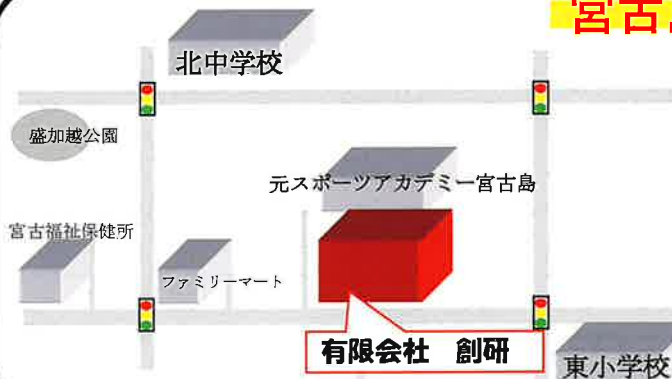 宮古
北中学校
盛加越公園
元スポーツアカデミー宮古島
宮古福祉保健所
ファミリーマート
有限会社 創研
東小学校